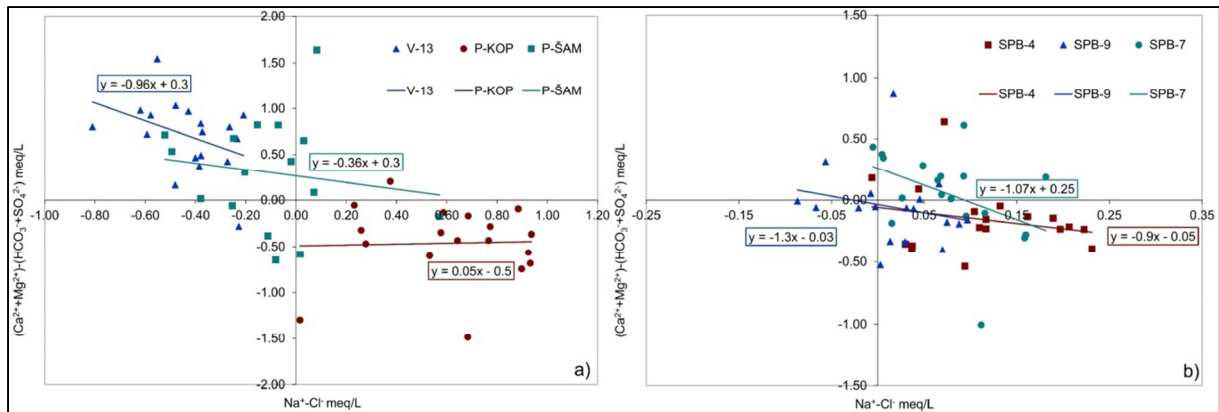 2.00
1.50
1.00
0.50
0.00
-0.50
-1.00
-1.50
-2.00
-1.00 -0.80 -0.60 -0.40 -0.20 0.00 0.20 0.40 0.60 0.80 1.00 1.20
V-13 P-KOP P-ŠAM
V-13 P-KOP P-ŠAM
y = -0.96x + 0.3
y = -0.36x + 0.3
y = 0.05x - 0.5
(Ca²⁺+Mg²⁺)-(HCO₃⁻+SO₄²⁻) meq/L
Na⁺-Cl⁻ meq/L
a)
1.50
1.00
0.50
0.00
-0.50
-1.00
-1.50
-0.25 -0.15 -0.05 0.05 0.15 0.25 0.35
SPB-4 SPB-9 SPB-7
SPB-4 SPB-9 SPB-7
y = -1.07x + 0.25
y = -1.3x - 0.03
y = -0.9x - 0.05
(Ca²⁺+Mg²⁺)-(HCO₃⁻+SO₄²⁻) meq/L
Na⁺-Cl⁻ meq/L
b)